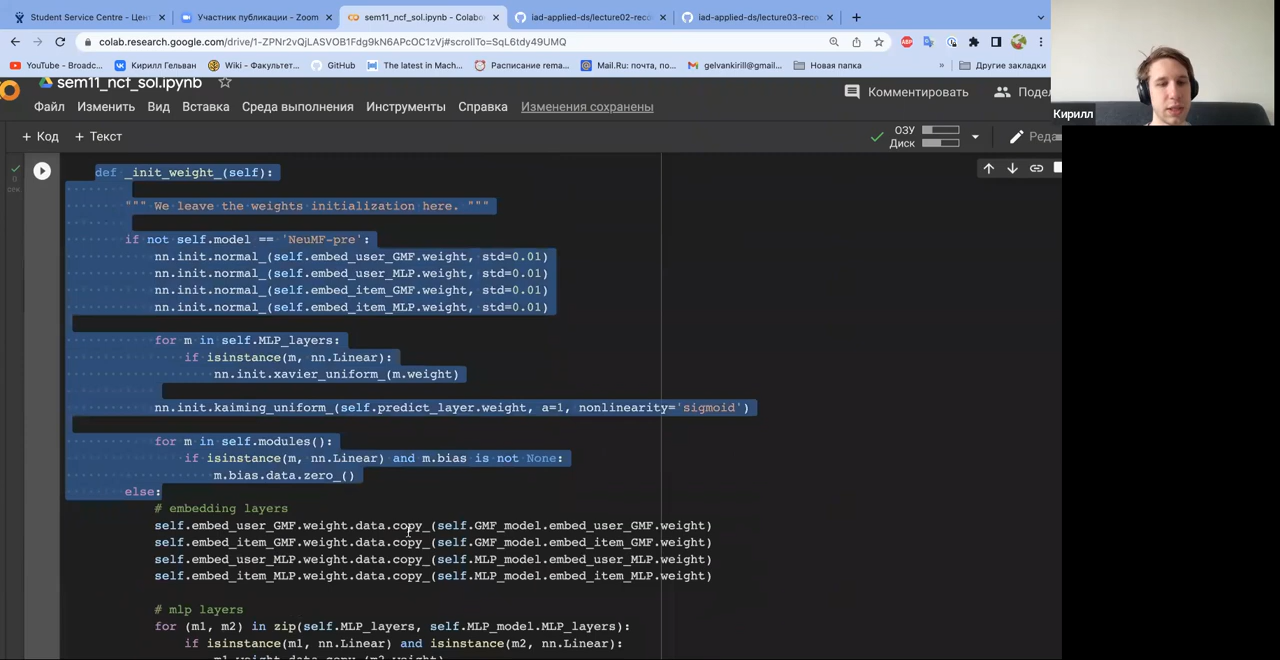 Student Service Centre - Цент
Участник публикации - Zoom
sem11_ncf_sol.ipynb - Colabo
iad-applied-ds/lecture02-reco
iad-applied-ds/lecture03-reco
colab.research.google.com/drive/1-ZPNr2vQjLASVOB1Fdg9kN6APcOC1zVj#scrollTo=SqL6tdy49UMQ
YouTube - Broadc...
Кирилл Гельван
Wiki - Факультет...
GitHub
The latest in Mach...
Расписание rema...
Mail.Ru: почта, по...
gelvankirill@gmail...
Новая папка
»
Другие закладки
sem11_ncf_sol.ipynb
Файл Изменить Вид Вставка Среда выполнения Инструменты Справка Изменения сохранены
Комментировать
Кирилл
+ Код + Текст
ОЗУ
Диск
def _init_weight_(self):
""" We leave the weights initialization here. """
if not self.model == 'NeuMF-pre':
nn.init.normal_(self.embed_user_GMF.weight, std=0.01)
nn.init.normal_(self.embed_user_MLP.weight, std=0.01)
nn.init.normal_(self.embed_item_GMF.weight, std=0.01)
nn.init.normal_(self.embed_item_MLP.weight, std=0.01)
for m in self.MLP_layers:
if isinstance(m, nn.Linear):
nn.init.xavier_uniform_(m.weight)
nn.init.kaiming_uniform_(self.predict_layer.weight, a=1, nonlinearity='sigmoid')
for m in self.modules():
if isinstance(m, nn.Linear) and m.bias is not None:
m.bias.data.zero_()
else:
# embedding layers
self.embed_user_GMF.weight.data.copy_(self.GMF_model.embed_user_GMF.weight)
self.embed_item_GMF.weight.data.copy_(self.GMF_model.embed_item_GMF.weight)
self.embed_user_MLP.weight.data.copy_(self.MLP_model.embed_user_MLP.weight)
self.embed_item_MLP.weight.data.copy_(self.MLP_model.embed_item_MLP.weight)
# mlp layers
for (m1, m2) in zip(self.MLP_layers, self.MLP_model.MLP_layers):
if isinstance(m1, nn.Linear) and isinstance(m2, nn.Linear):
m1.weight.data.copy_(m2.weight)